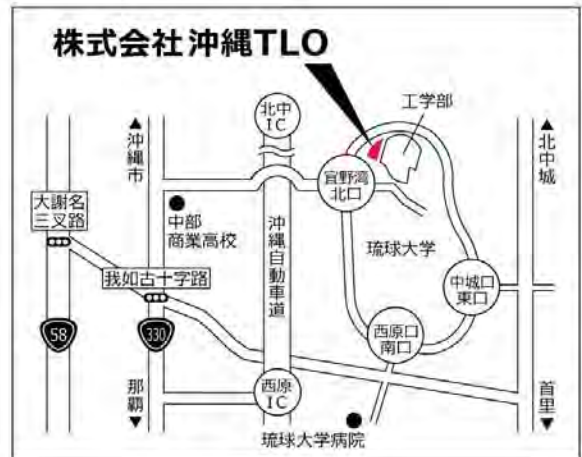 株式会社 沖縄TLO
北中
IC
工学部
▲沖縄市
▲北中城
宜野湾
北口
大謝名
三叉路
中部
商業高校
沖縄自動車道
琉球大学
中城口
東口
我如古十字路
58
330
西原口
南口
那覇▼
西原
IC
首里▼
琉球大学病院